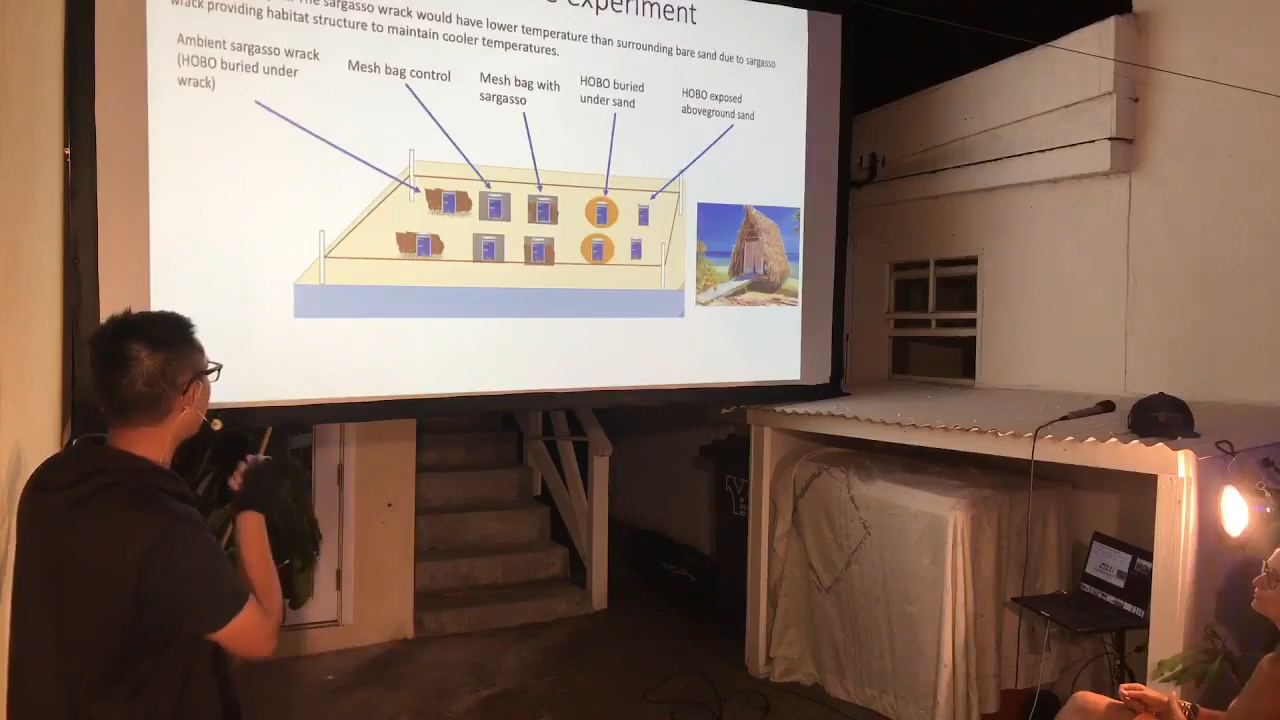 experiment
The sargasso wrack would have lower temperature than surrounding bare sand due to sargasso
wrack providing habitat structure to maintain cooler temperatures.
Ambient sargasso wrack
(HOBO buried under
wrack)
Mesh bag control
Mesh bag with
sargasso
HOBO buried
under sand
HOBO exposed
aboveground sand